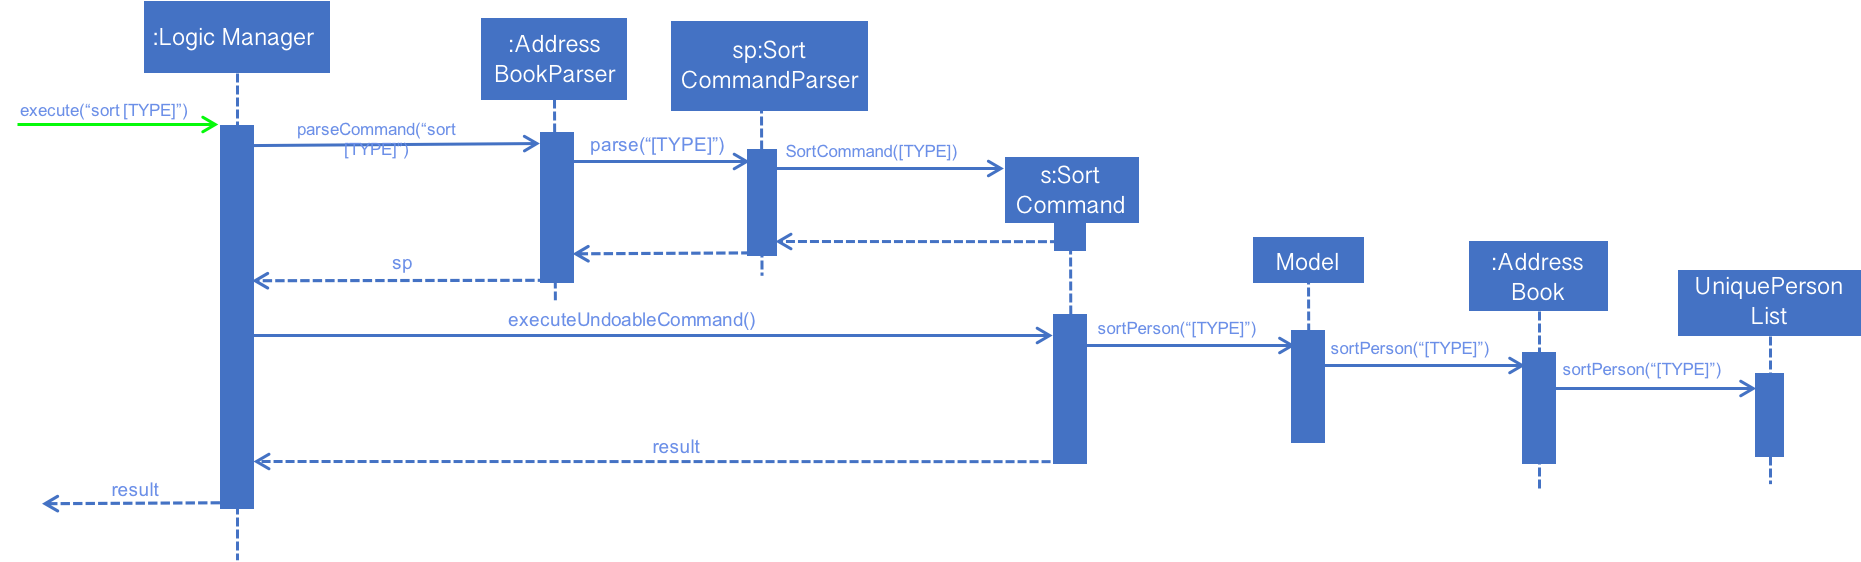 :Logic Manager
:Address
BookParser
sp:Sort
CommandParser
execute(“sort [TYPE]”)
parseCommand(“sort
[TYPE]”)
parse(“[TYPE]”)
SortCommand([TYPE])
s:Sort
Command
sp
Model
:Address
Book
UniquePerson
List
executeUndoableCommand()
sortPerson(“[TYPE]”)
sortPerson(“[TYPE]”)
sortPerson(“[TYPE]”)
result
result